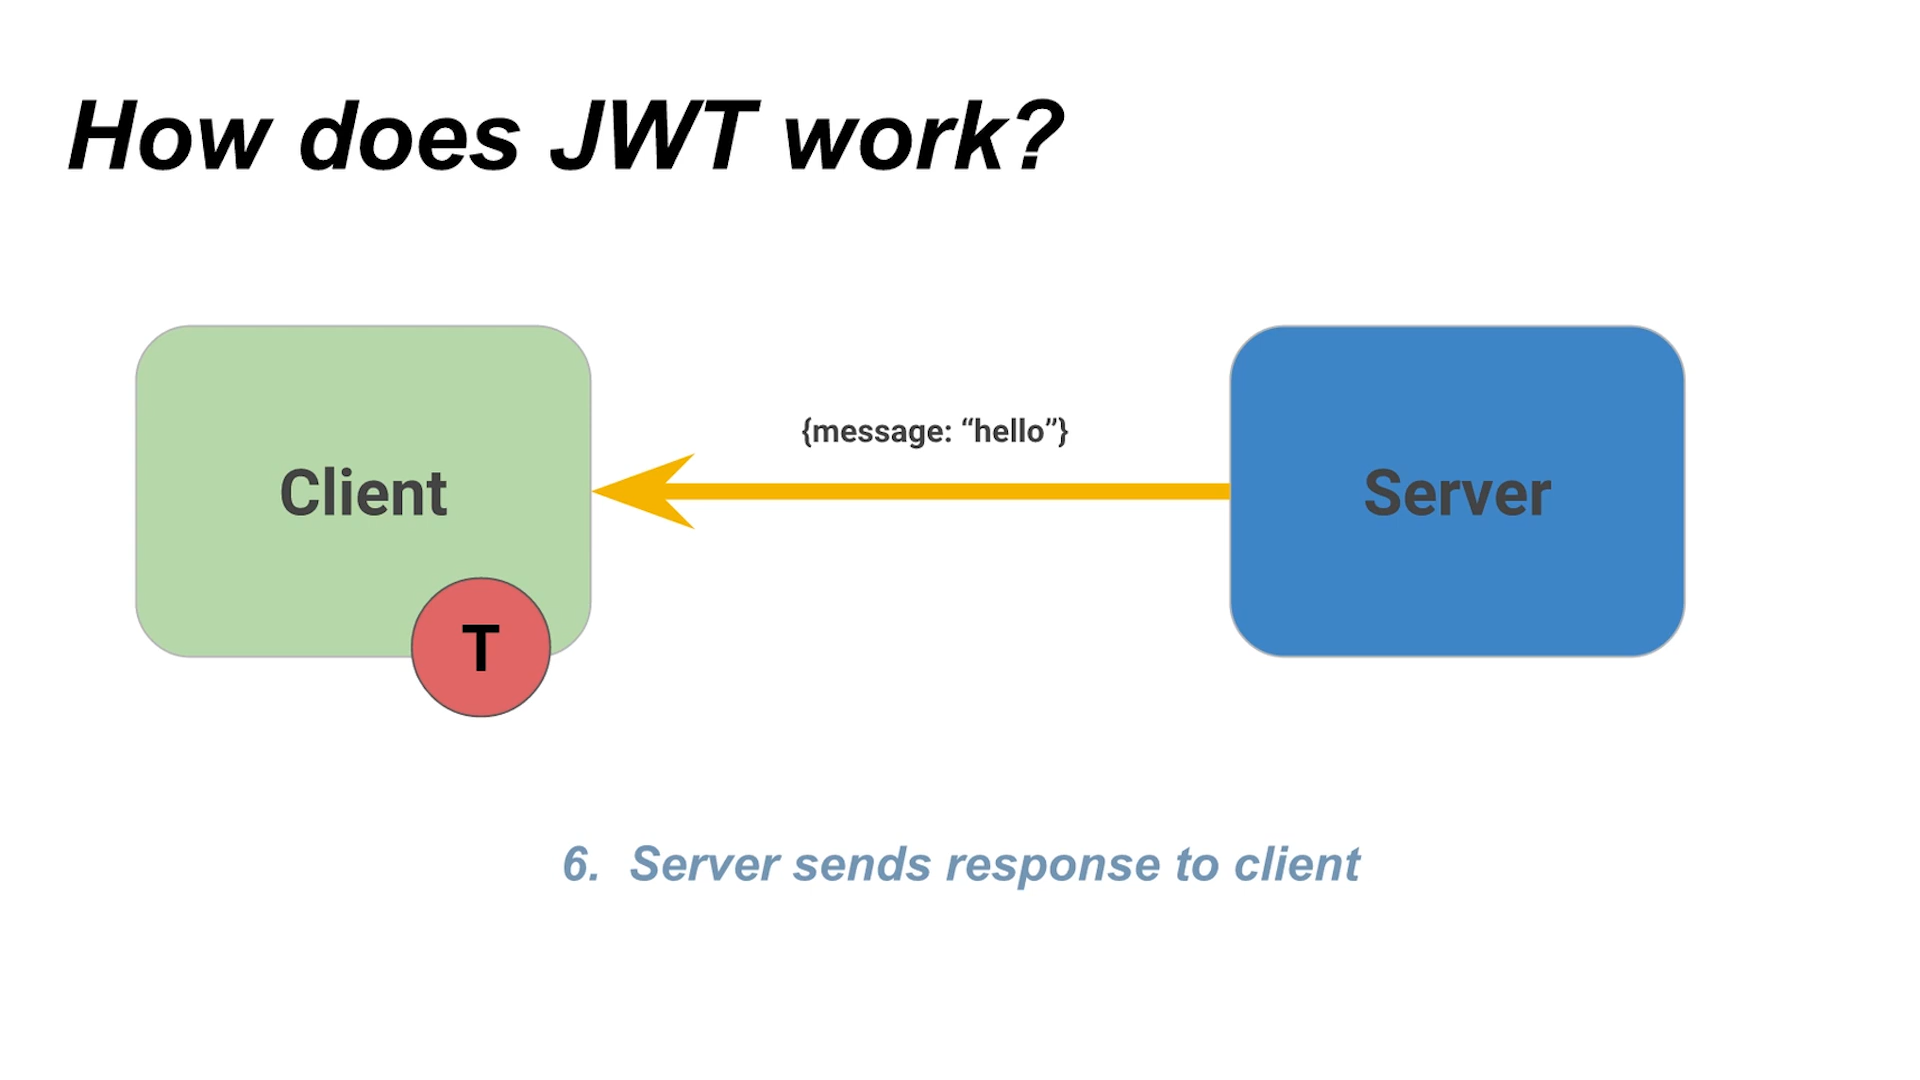 How does JWT work?
{message: “hello”}
Client
Server
T
6. Server sends response to client